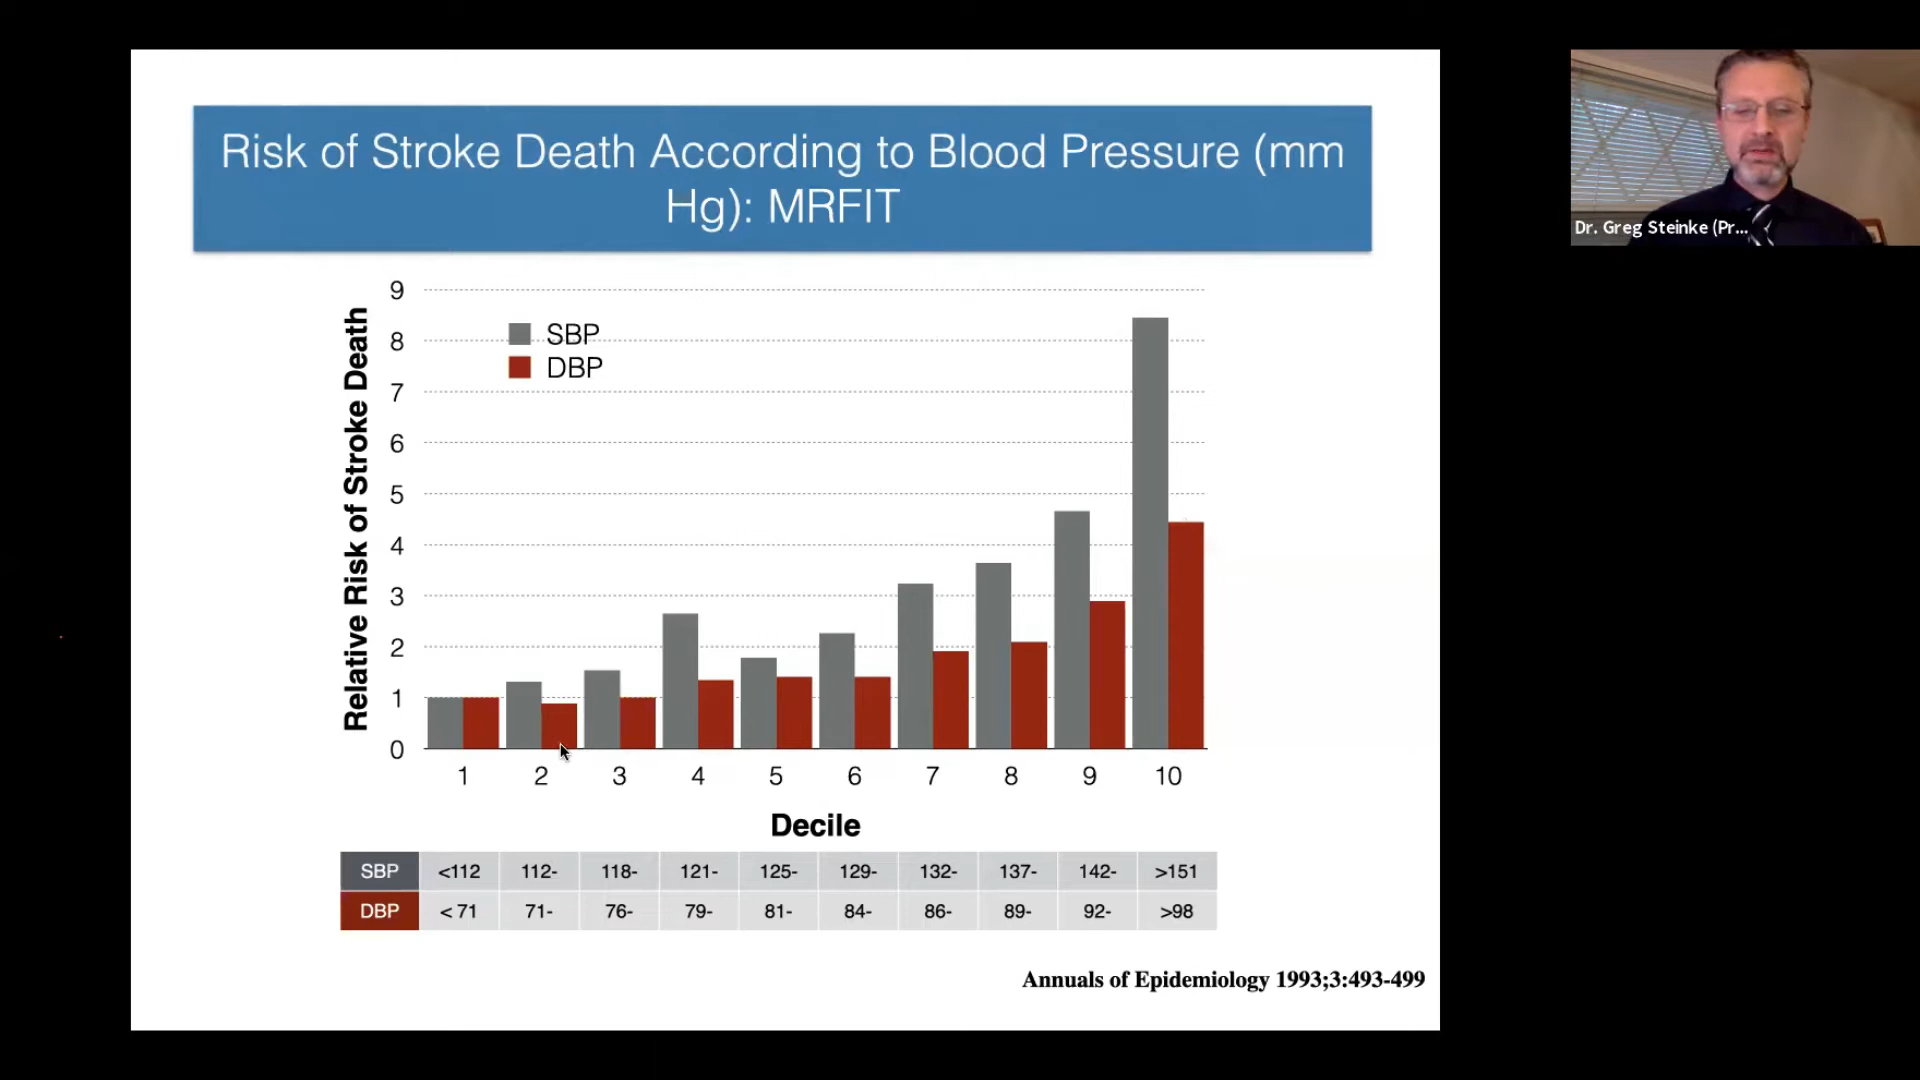 Risk of Stroke Death According to Blood Pressure (mm
Hg): MRFIT
Relative Risk of Stroke Death
9
8
7
6
5
4
3
2
1
0
SBP
DBP
1 2 3 4 5 6 7 8 9 10
Decile
SBP <112 112- 118- 121- 125- 129- 132- 137- 142- >151
DBP < 71 71- 76- 79- 81- 84- 86- 89- 92- >98
Annuals of Epidemiology 1993;3:493-499
Dr. Greg Steinke (Pr...